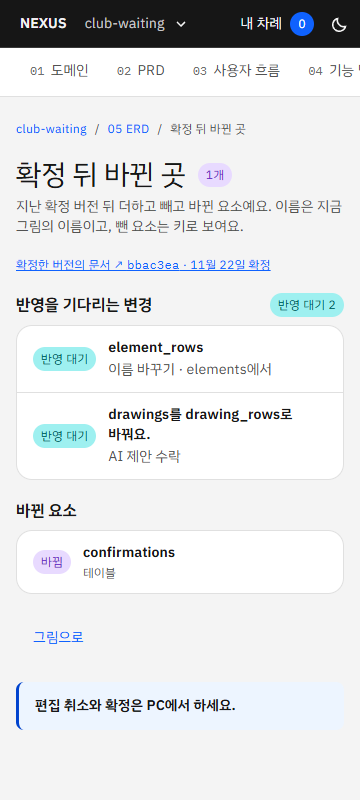 NEXUS club-waiting 내 차례 0
01 도메인 02 PRD 03 사용자 흐름 04 기능
club-waiting / 05 ERD / 확정 뒤 바뀐 곳
확정 뒤 바뀐 곳 1개
지난 확정 버전 뒤 더하고 빼고 바뀐 요소예요. 이름은 지금
그림의 이름이고, 뺀 요소는 키로 보여요.
확정한 버전의 문서 ↗ bbac3ea · 11월 22일 확정
반영을 기다리는 변경 반영 대기 2
반영 대기 element_rows
이름 바꾸기 · elements에서
반영 대기 drawings를 drawing_rows로
바꿔요.
AI 제안 수락
바뀐 요소
바뀜 confirmations
테이블
그림으로
편집 취소와 확정은 PC에서 하세요.